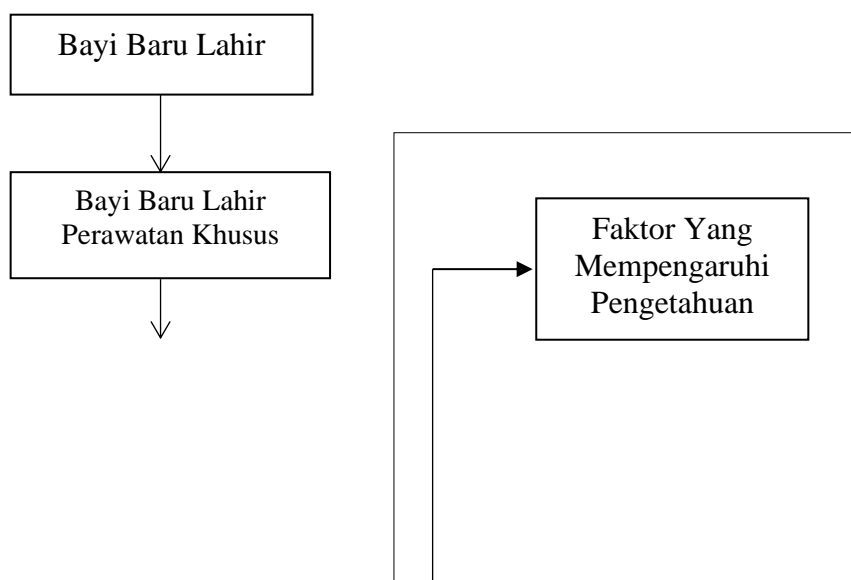 Bayi Baru Lahir
Bayi Baru Lahir
Perawatan Khusus
Faktor Yang
Mempengaruhi
Pengetahuan